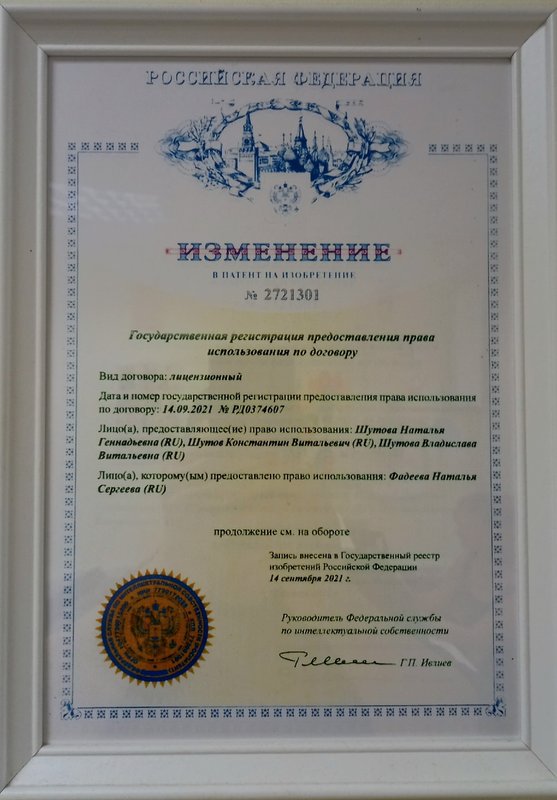 РОССИЙСКАЯ ФЕДЕРАЦИЯ
ИЗМЕНЕНИЕ
В ПАТЕНТ НА ИЗОБРЕТЕНИЕ
№ 2721301
Государственная регистрация предоставления права
использования по договору
Вид договора: лицензионный
Дата и номер государственной регистрации предоставления права использования
по договору: 14.09.2021 № РД0374607
Лицо(а), предоставляющее(ие) право использования: Шутова Наталья
Геннадьевна (RU), Шутов Константин Витальевич (RU), Шутова Владислава
Витальевна (RU)
Лицо(а), которому(ым) предоставлено право использования: Фадеева Наталья
Сергеева (RU)
продолжение см. на обороте
Запись внесена в Государственный реестр
изобретений Российской Федерации
14 сентября 2021 г.
Руководитель Федеральной службы
по интеллектуальной собственности
Г.П. Ивлиев